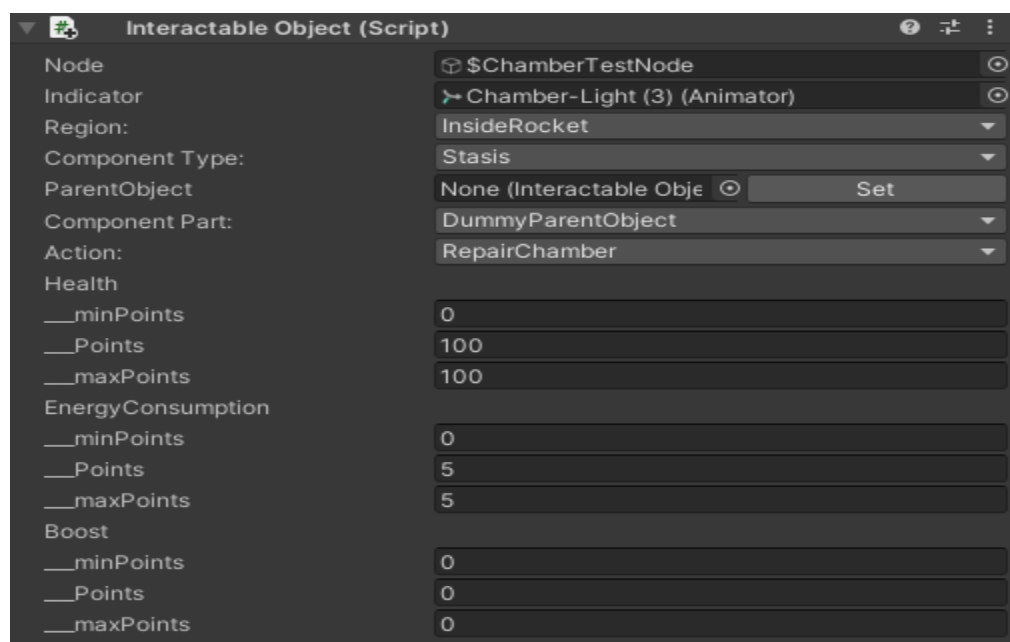 Interactable Object (Script)
Node $ChamberTestNode
Indicator Chamber-Light (3) (Animator)
Region: InsideRocket
Component Type: Stasis
ParentObject None (Interactable Obje Set
Component Part: DummyParentObject
Action: RepairChamber
Health
__minPoints 0
__Points 100
__maxPoints 100
EnergyConsumption
__minPoints 0
__Points 5
__maxPoints 5
Boost
__minPoints 0
__Points 0
__maxPoints 0